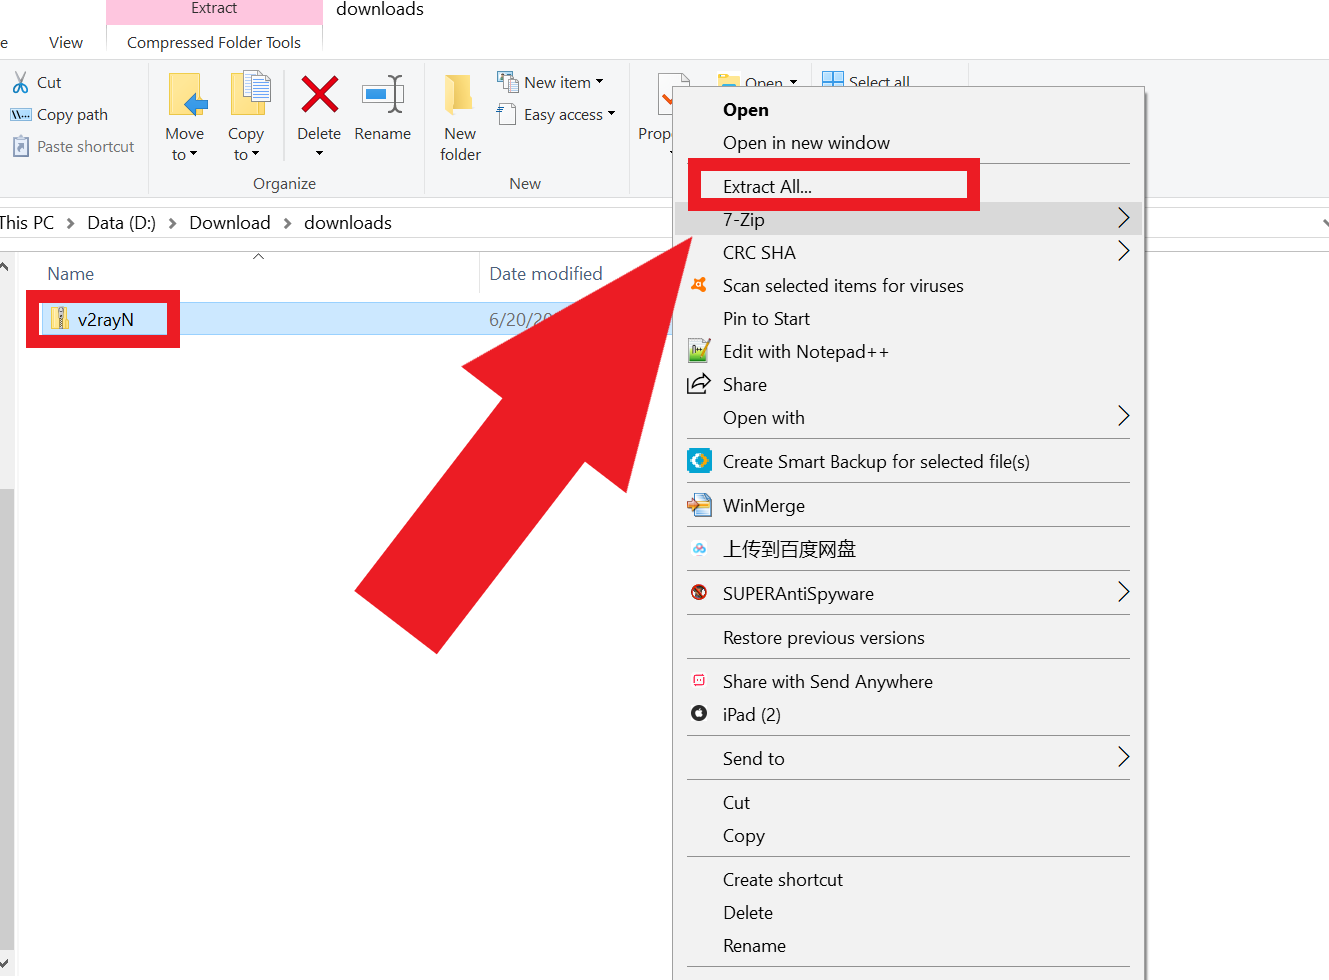 Extract
downloads
e
View
Compressed Folder Tools
Cut
Copy path
Paste shortcut
Move
to
Copy
to
Delete
Rename
Organize
New
folder
New item
Easy access
New
Prope
Open
Select all
This PC
Data (D:)
Download
downloads
Name
Date modified
v2rayN
6/20/20
Open
Open in new window
Extract All...
7-Zip
CRC SHA
Scan selected items for viruses
Pin to Start
Edit with Notepad++
Share
Open with
Create Smart Backup for selected file(s)
WinMerge
上传到百度网盘
SUPERAntiSpyware
Restore previous versions
Share with Send Anywhere
iPad (2)
Send to
Cut
Copy
Create shortcut
Delete
Rename